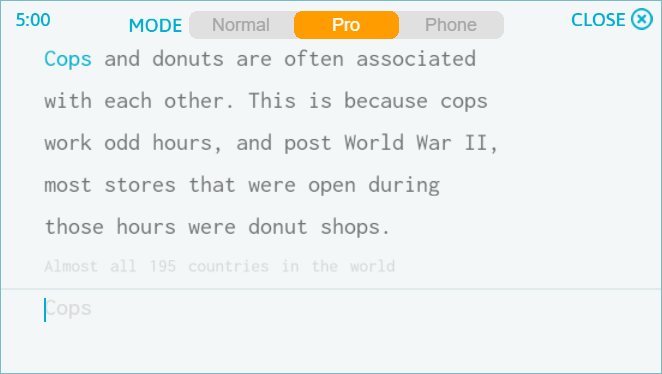 5:00 MODE Normal Pro Phone CLOSE
Cops and donuts are often associated
with each other. This is because cops
work odd hours, and post World War II,
most stores that were open during
those hours were donut shops.
Almost all 195 countries in the world
Cops